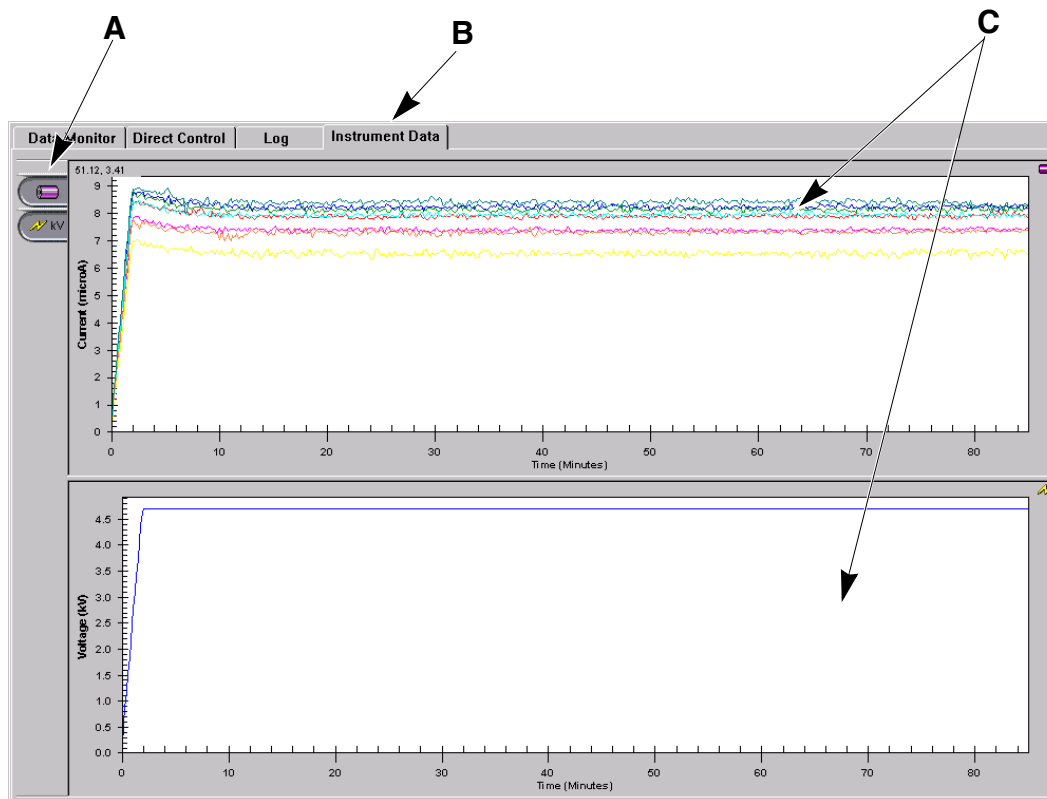 A B C
Data Monitor Direct Control Log Instrument Data
51.12, 3.41
kV
Current (microA)
9
8
7
6
5
4
3
2
1
0
0 10 20 30 40 50 60 70 80
Time (Minutes)
Voltage (kV)
4.5
4.0
3.5
3.0
2.5
2.0
1.5
1.0
0.5
0.0
0 10 20 30 40 50 60 70 80
Time (Minutes)